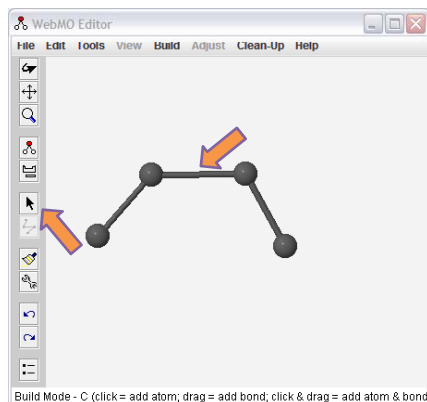 WebMO Editor
File Edit Tools View Build Adjust Clean-Up Help
Build Mode - C (click = add atom; drag = add bond; click & drag = add atom & bond